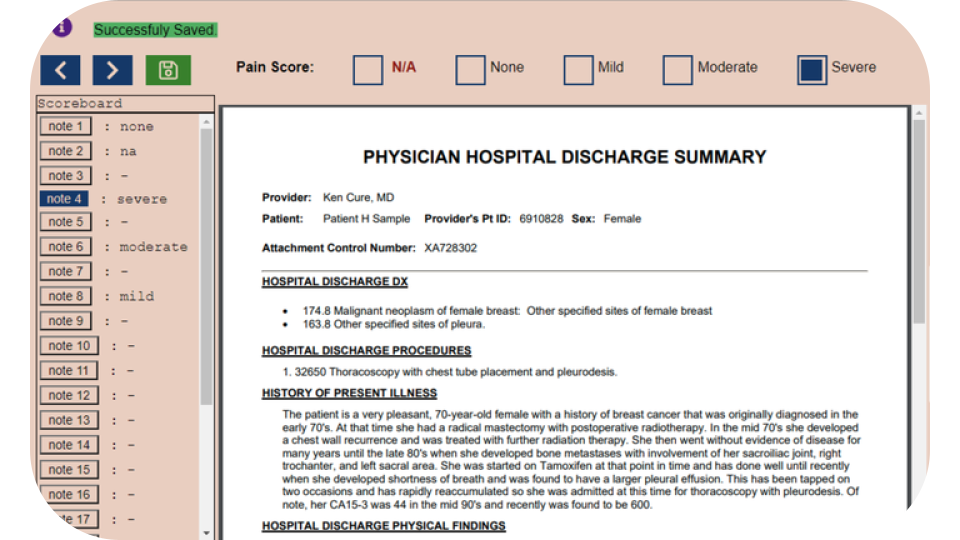 i Successfuly Saved
Pain Score: N/A None Mild Moderate Severe
Scoreboard
note 1 : none
note 2 : na
note 3 : -
note 4 : severe
note 5 : -
note 6 : moderate
note 7 : -
note 8 : mild
note 9 : -
note 10 : -
note 11 : -
note 12 : -
note 13 : -
note 14 : -
note 15 : -
note 16 : -
te 17 : -
PHYSICIAN HOSPITAL DISCHARGE SUMMARY
Provider: Ken Cure, MD
Patient: Patient H Sample Provider's Pt ID: 6910828 Sex: Female
Attachment Control Number: XA728302
HOSPITAL DISCHARGE DX
• 174.8 Malignant neoplasm of female breast: Other specified sites of female breast
• 163.8 Other specified sites of pleura.
HOSPITAL DISCHARGE PROCEDURES
1. 32650 Thoracoscopy with chest tube placement and pleurodesis.
HISTORY OF PRESENT ILLNESS
The patient is a very pleasant, 70-year-old female with a history of breast cancer that was originally diagnosed in the
early 70's. At that time she had a radical mastectomy with postoperative radiotherapy. In the mid 70's she developed
a chest wall recurrence and was treated with further radiation therapy. She then went without evidence of disease for
many years until the late 80's when she developed bone metastases with involvement of her sacroiliac joint, right
trochanter, and left sacral area. She was started on Tamoxifen at that point in time and has done well until recently
when she developed shortness of breath and was found to have a larger pleural effusion. This has been tapped on
two occasions and has rapidly reaccumulated so she was admitted at this time for thoracoscopy with pleurodesis. Of
note, her CA15-3 was 44 in the mid 90's and recently was found to be 600.
HOSPITAL DISCHARGE PHYSICAL FINDINGS